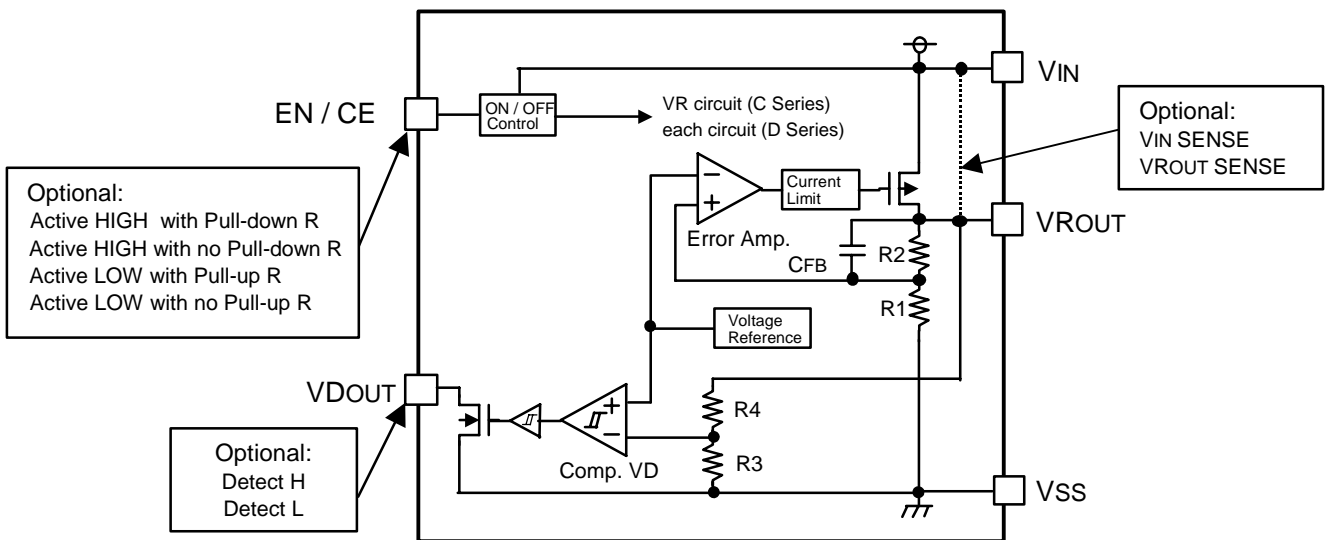 VIN
EN / CE
ON / OFF
Control
VR circuit (C Series)
each circuit (D Series)
Optional:
VIN SENSE
VROUT SENSE
Optional:
Active HIGH with Pull-down R
Active HIGH with no Pull-down R
Active LOW with Pull-up R
Active LOW with no Pull-up R
−
+
Current
Limit
Error Amp.
VROUT
CFB
R2
R1
Voltage
Reference
VDOUT
+
−
Comp. VD
R4
R3
Optional:
Detect H
Detect L
VSS